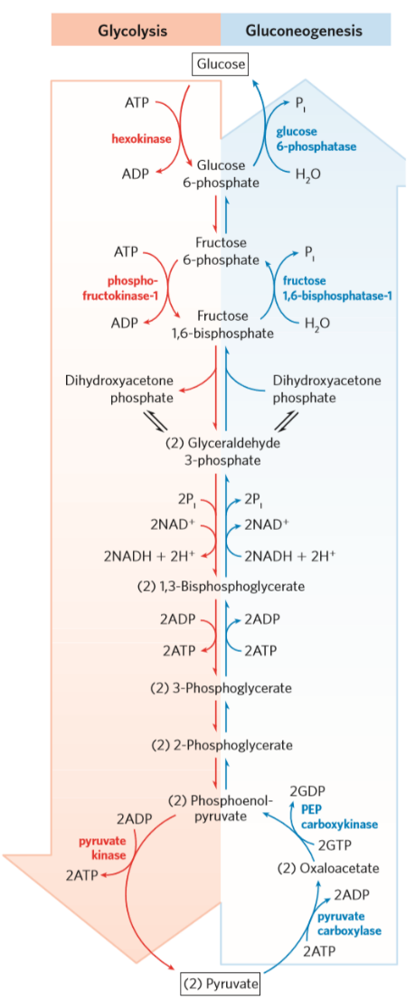 Glycolysis
Gluconeogenesis
Glucose
ATP
hexokinase
ADP
Pᵢ
glucose
6-phosphatase
H₂O
Glucose
6-phosphate
Fructose
6-phosphate
ATP
phospho-
fructokinase-1
ADP
Pᵢ
fructose
1,6-bisphosphatase-1
H₂O
Fructose
1,6-bisphosphate
Dihydroxyacetone
phosphate
Dihydroxyacetone
phosphate
(2) Glyceraldehyde
3-phosphate
2Pᵢ
2NAD⁺
2NADH + 2H⁺
2Pᵢ
2NAD⁺
2NADH + 2H⁺
(2) 1,3-Bisphosphoglycerate
2ADP
2ATP
2ADP
2ATP
(2) 3-Phosphoglycerate
(2) 2-Phosphoglycerate
(2) Phosphoenol-
pyruvate
2ADP
pyruvate
kinase
2ATP
2GDP
PEP
carboxykinase
2GTP
(2) Oxaloacetate
2ADP
pyruvate
carboxylase
2ATP
(2) Pyruvate